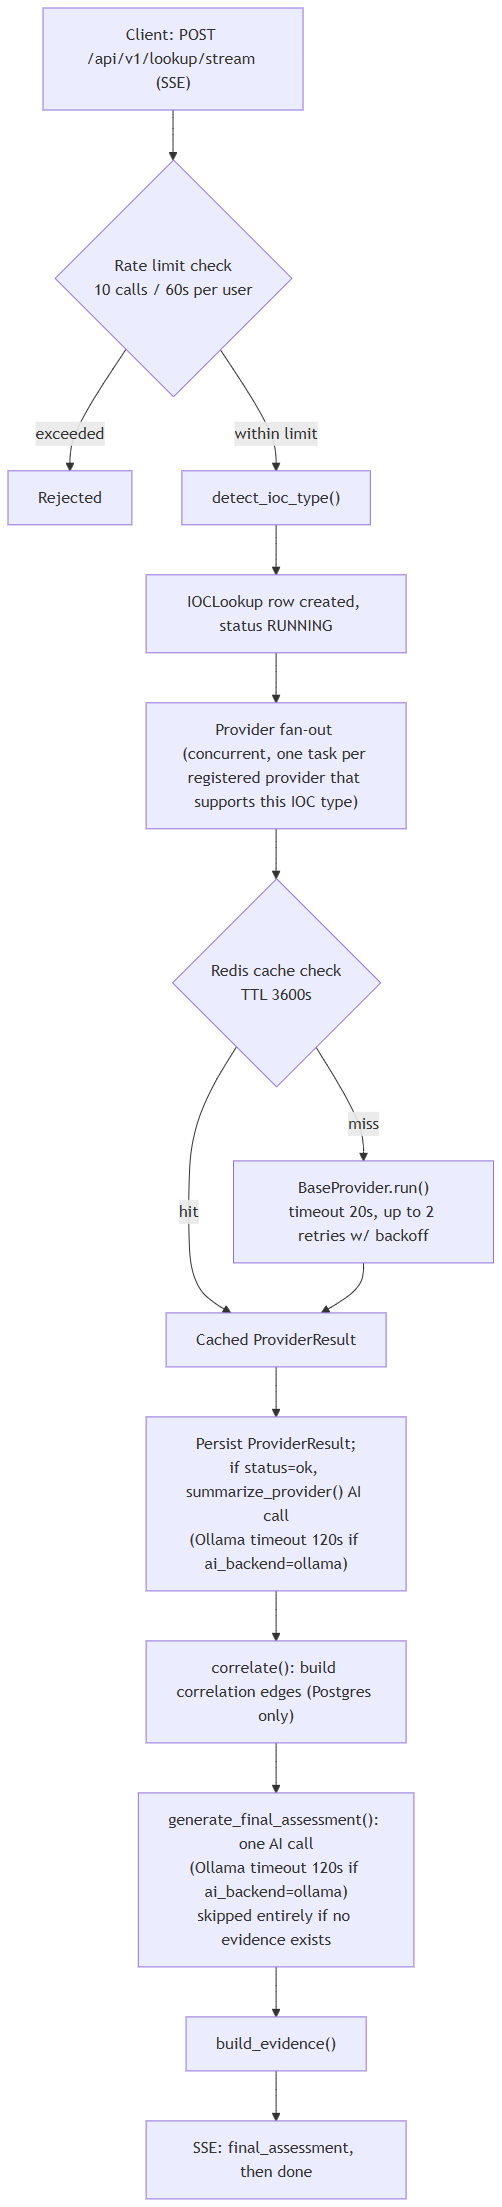 Client: POST
/api/v1/lookup/stream
(SSE)
Rate limit check
10 calls / 60s per user
exceeded
within limit
Rejected
detect_ioc_type()
IOCLookup row created,
status RUNNING
Provider fan-out
(concurrent, one task per
registered provider that
supports this IOC type)
Redis cache check
TTL 3600s
miss
hit
BaseProvider.run()
timeout 20s, up to 2
retries w/ backoff
Cached ProviderResult
Persist ProviderResult;
if status=ok,
summarize_provider() AI
call
(Ollama timeout 120s if
ai_backend=ollama)
correlate(): build
correlation edges (Postgres
only)
generate_final_assessment():
one AI call
(Ollama timeout 120s if
ai_backend=ollama)
skipped entirely if no
evidence exists
build_evidence()
SSE: final_assessment,
then done